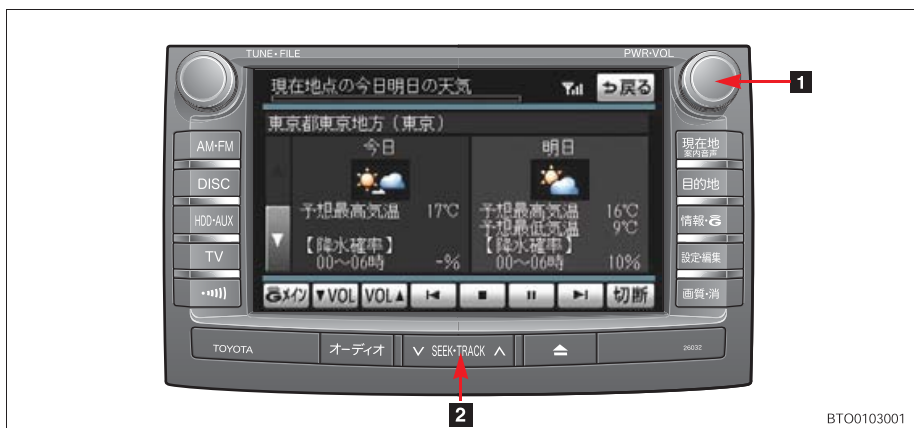 TUNE・FILE
PWR・VOL
1
現在地点の今日明日の天気
戻る
東京都東京地方(東京)
AM・FM
DISC
HDD・AUX
TV
今日
明日
予想最高気温 17℃
予想最高気温 16℃
予想最低気温 9℃
【降水確率】
00〜06時 -%
【降水確率】
00〜06時 10%
現在地
案内音声
目的地
情報・G
設定・編集
画質・消
Gメイン ▼VOL VOL▲ 切断
TOYOTA
オーディオ
∨ SEEK・TRACK ∧
26032
2
BTO0103001